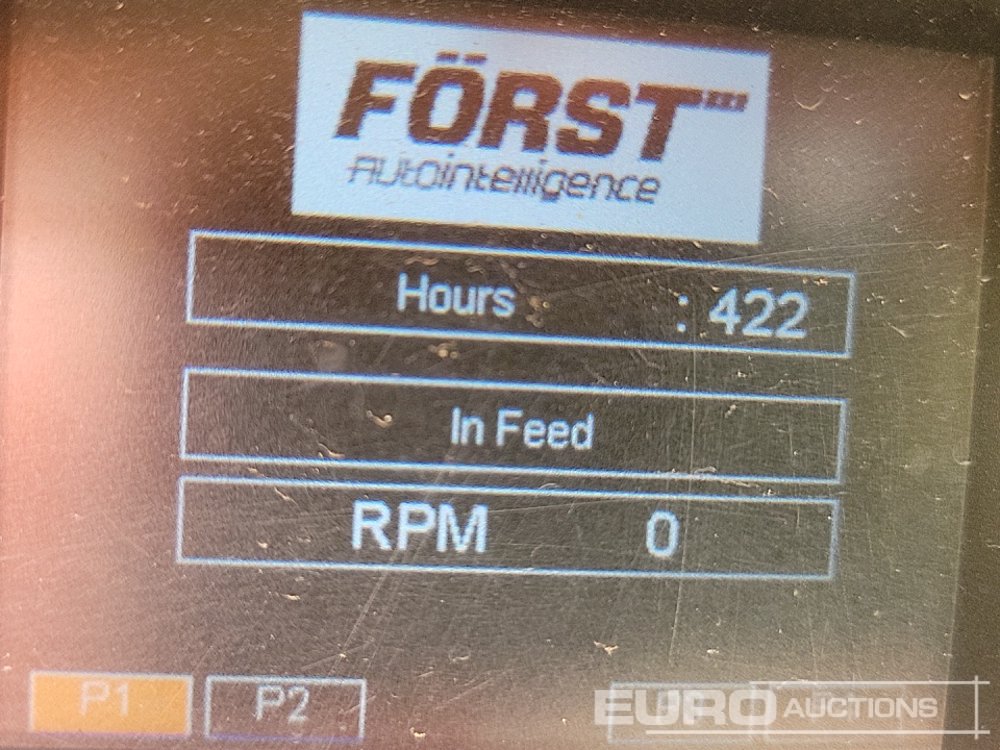 FÖRST
Autointelligence
Hours : 422
In Feed
RPM 0
P1 P2
EURO AUCTIONS